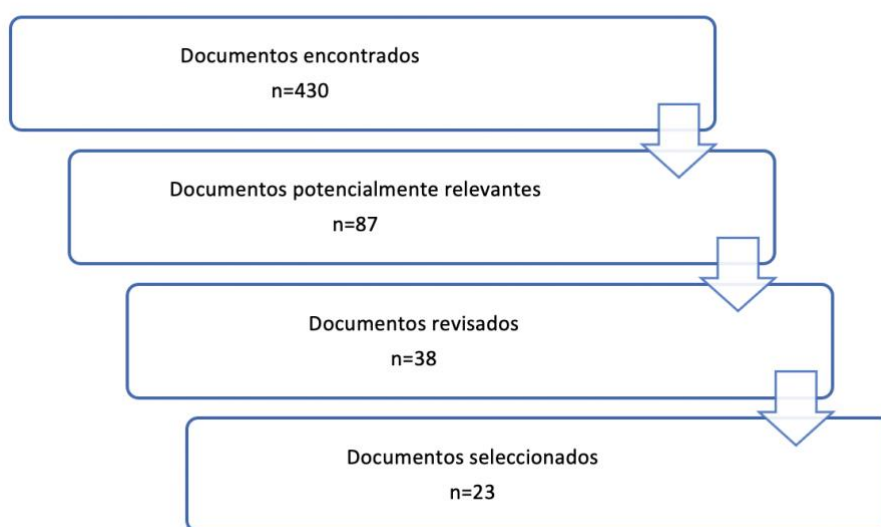 Documentos encontrados
n=430
Documentos potencialmente relevantes
n=87
Documentos revisados
n=38
Documentos seleccionados
n=23